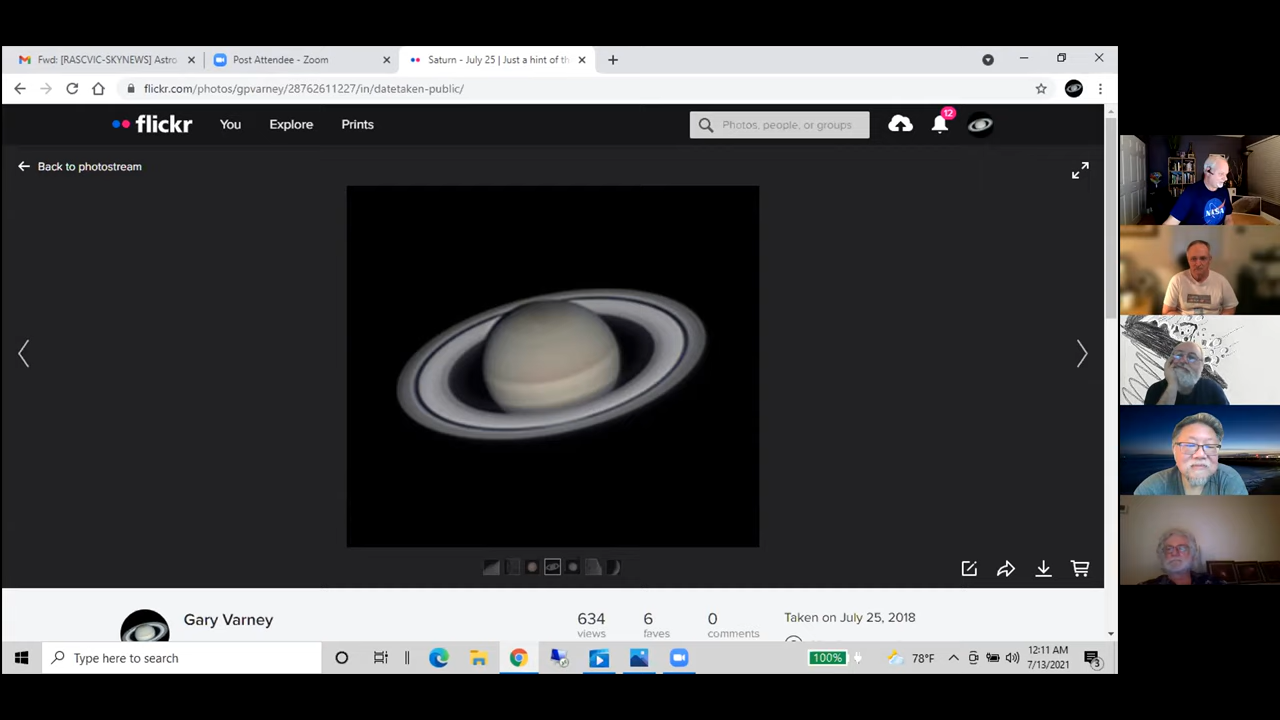 Fwd: [RASCVIC-SKYNEWS] Astro
Post Attendee - Zoom
Saturn - July 25 | Just a hint of th
flickr.com/photos/gpvarney/28762611227/in/datetaken-public/
flickr
You
Explore
Prints
Photos, people, or groups
12
Back to photostream
NASA
Gary Varney
634
views
6
faves
0
comments
Taken on July 25, 2018
Type here to search
100%
78°F
12:11 AM
7/13/2021
3